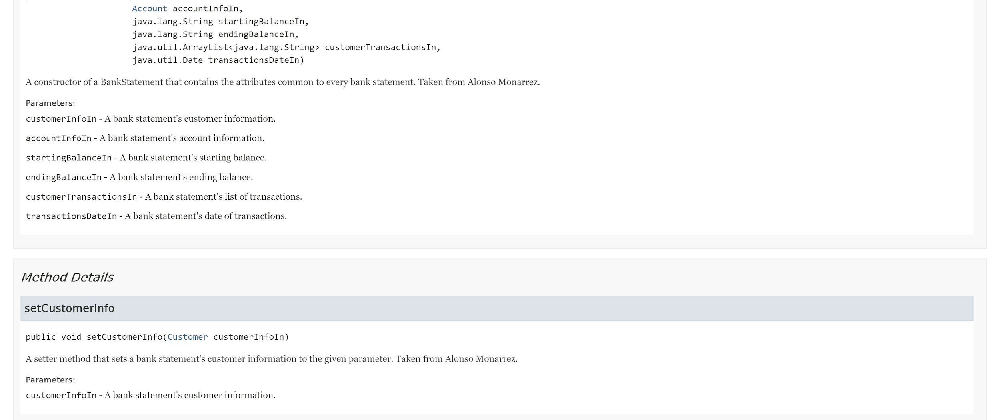 Account accountInfoIn,
java.lang.String startingBalanceIn,
java.lang.String endingBalanceIn,
java.util.ArrayList<java.lang.String> customerTransactionsIn,
java.util.Date transactionsDateIn)
A constructor of a BankStatement that contains the attributes common to every bank statement. Taken from Alonso Monarrez.
Parameters:
customerInfoIn - A bank statement's customer information.
accountInfoIn - A bank statement's account information.
startingBalanceIn - A bank statement's starting balance.
endingBalanceIn - A bank statement's ending balance.
customerTransactionsIn - A bank statement's list of transactions.
transactionsDateIn - A bank statement's date of transactions.
Method Details
setCustomerInfo
public void setCustomerInfo(Customer customerInfoIn)
A setter method that sets a bank statement's customer information to the given parameter. Taken from Alonso Monarrez.
Parameters:
customerInfoIn - A bank statement's customer information.